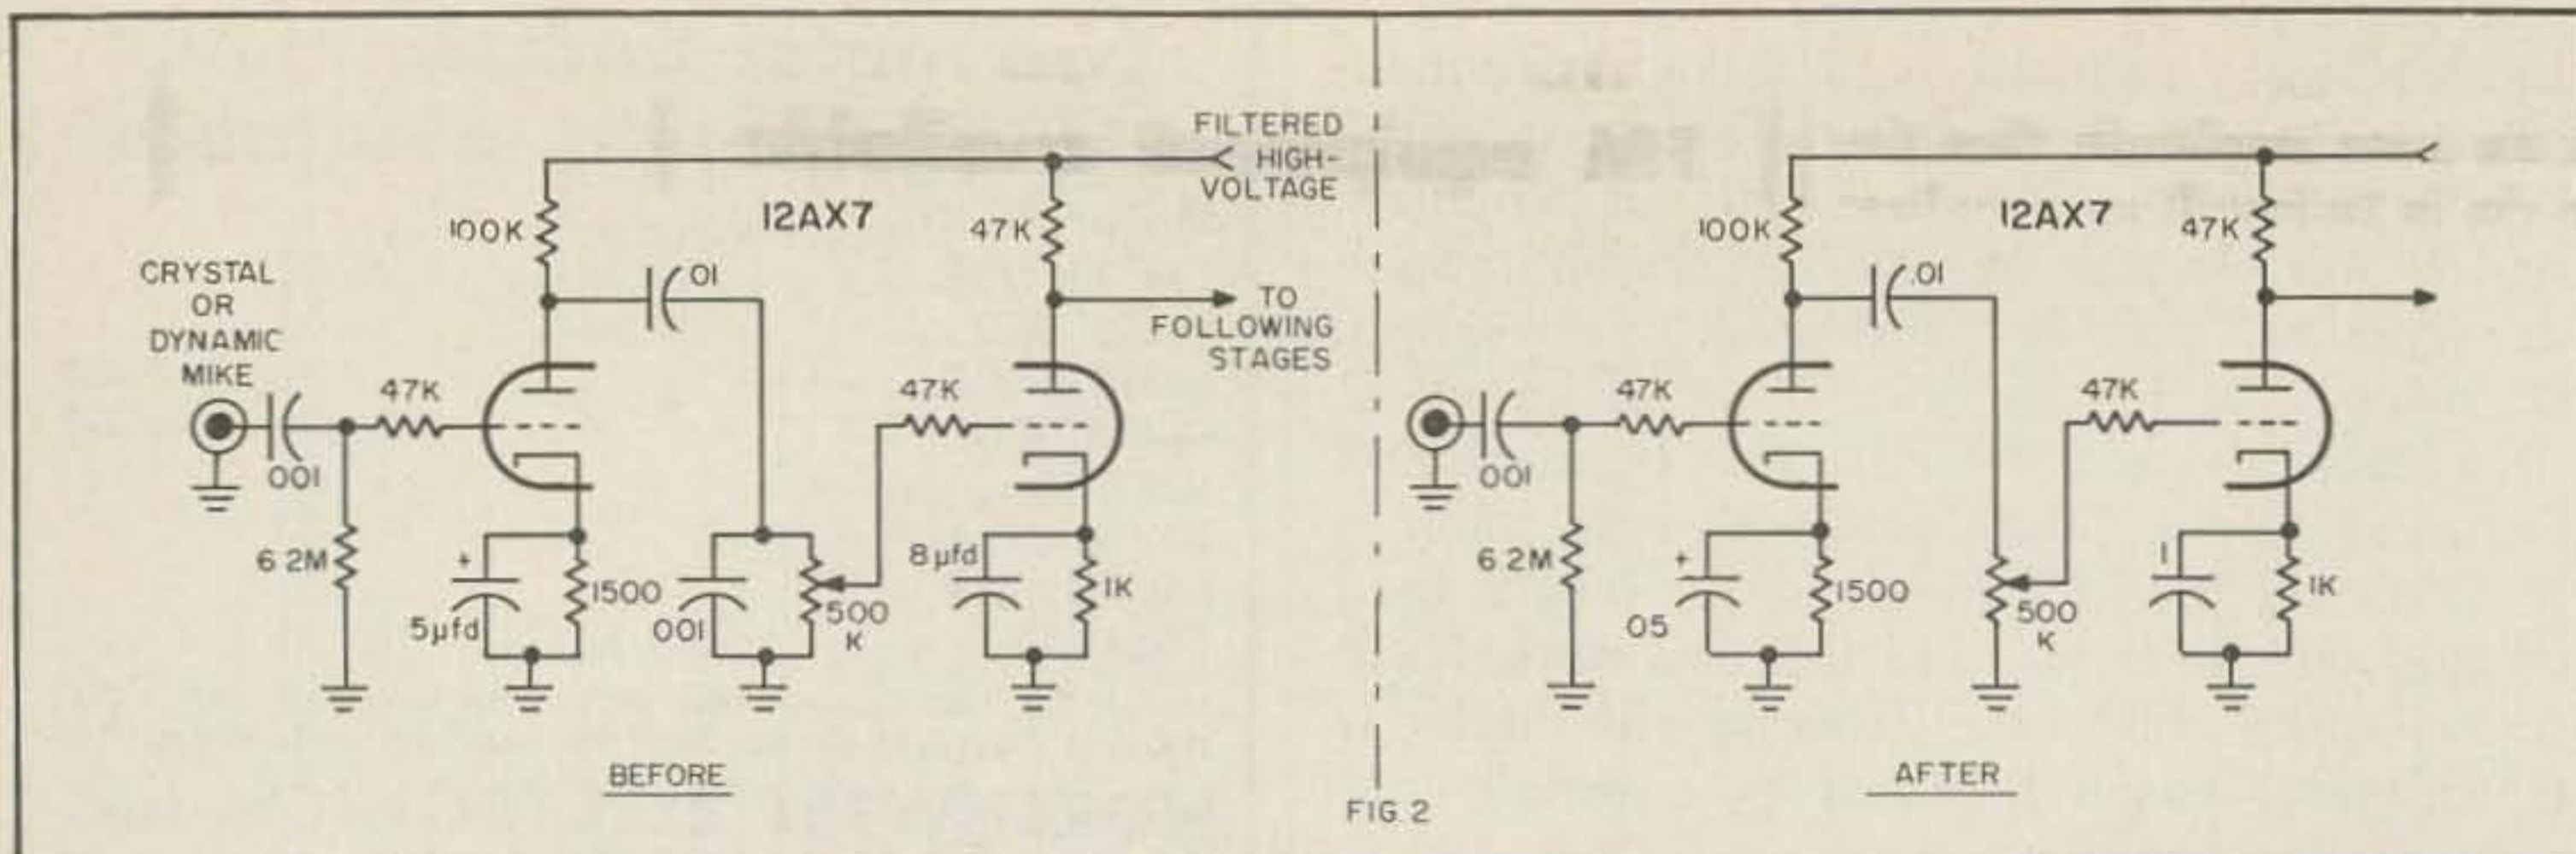 FILTERED
HIGH-
VOLTAGE
12AX7
100K
47K
CRYSTAL
OR
DYNAMIC
MIKE
01
TO
FOLLOWING
STAGES
47K
47K
001
6 2M
+
5µfd
1500
001
500
K
8µfd
1K
BEFORE
12AX7
100K
47K
.01
47K
47K
001
6 2M
+
05
1500
500
K
1
1K
AFTER
FIG. 2